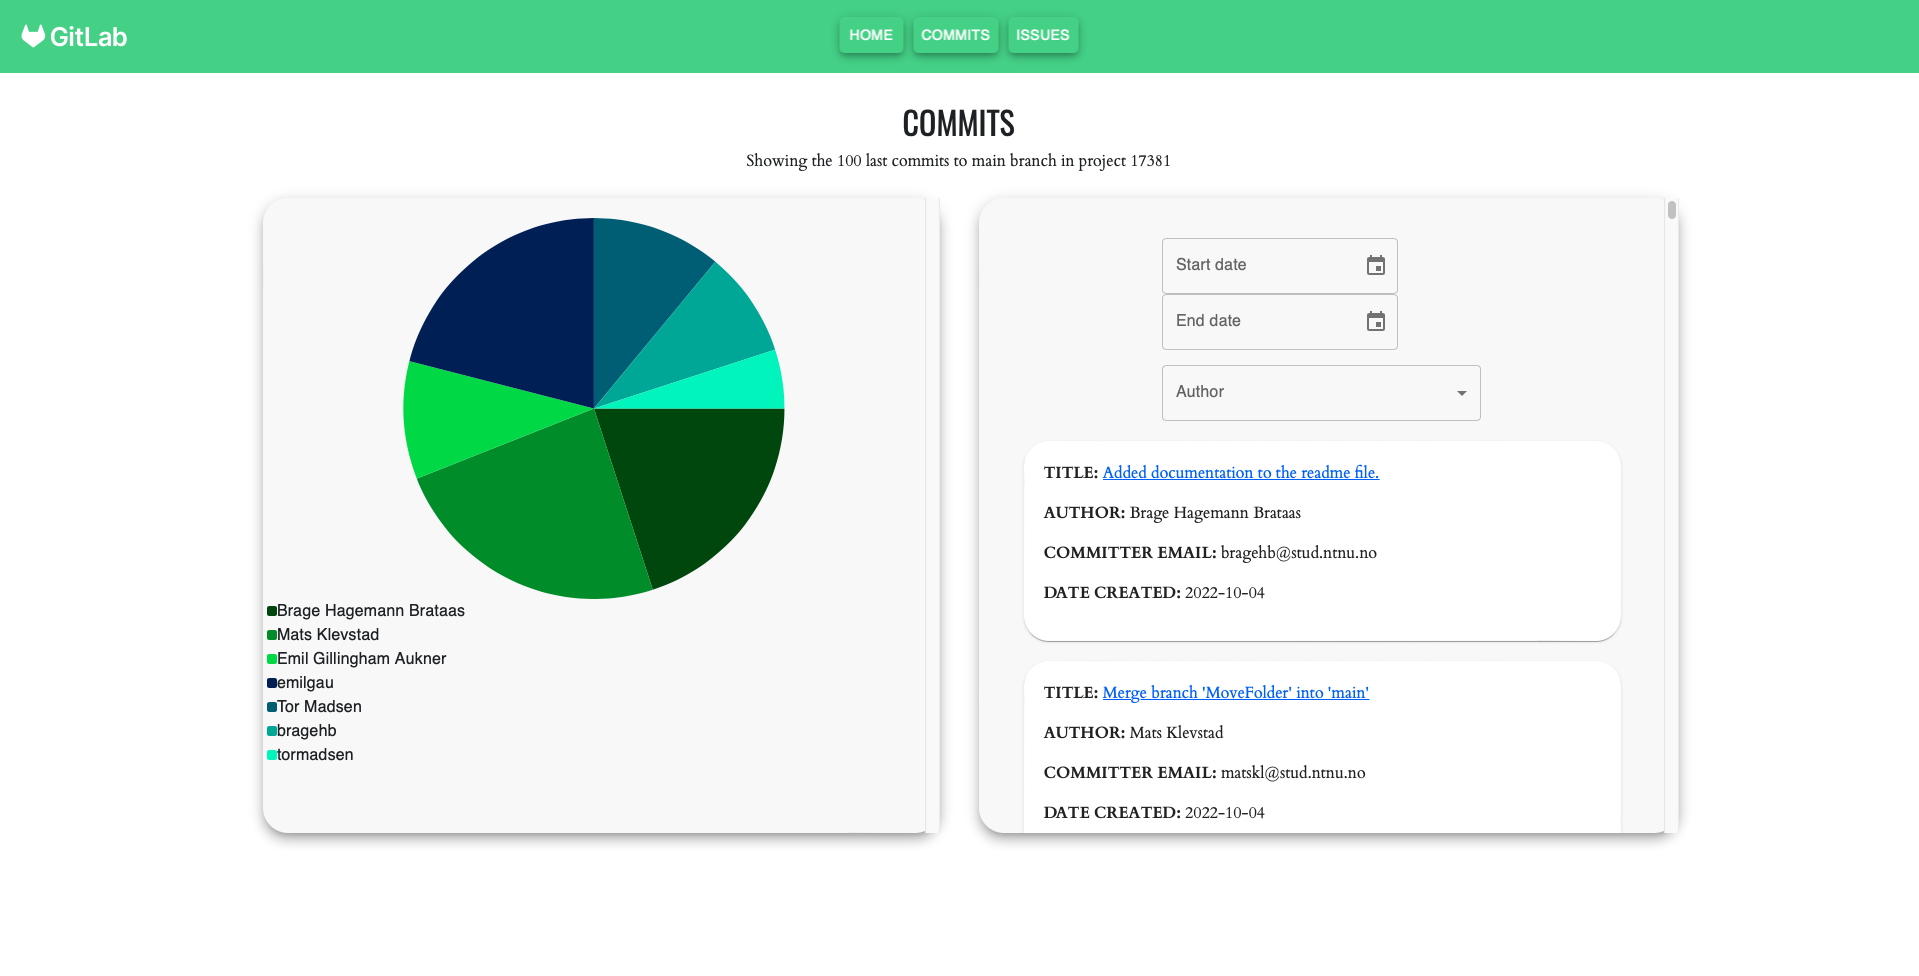 GitLab
HOME COMMITS ISSUES
COMMITS
Showing the 100 last commits to main branch in project 17381
Brage Hagemann Brataas
Mats Klevstad
Emil Gillingham Aukner
emilgau
Tor Madsen
bragehb
tormadsen
Start date
End date
Author
TITLE: Added documentation to the readme file.
AUTHOR: Brage Hagemann Brataas
COMMITTER EMAIL: bragehb@stud.ntnu.no
DATE CREATED: 2022-10-04
TITLE: Merge branch 'MoveFolder' into 'main'
AUTHOR: Mats Klevstad
COMMITTER EMAIL: matskl@stud.ntnu.no
DATE CREATED: 2022-10-04